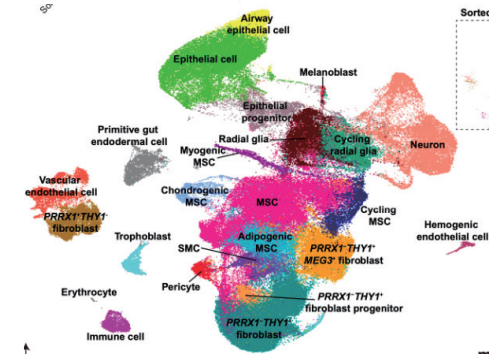 Sorted
Airway
epithelial cell
Epithelial cell
Melanoblast
Epithelial
progenitor
Primitive gut
endodermal cell
Radial glia
Cycling
radial glia
Neuron
Myogenic
MSC
Vascular
endothelial cell
Chondrogenic
MSC
MSC
PRRX1⁺THY1⁻
fibroblast
Cycling
MSC
Trophoblast
Adipogenic
MSC
SMC
PRRX1⁻THY1⁺
MEG3⁺ fibroblast
Hemogenic
endothelial cell
Pericyte
Erythrocyte
PRRX1⁻THY1⁺
fibroblast progenitor
PRRX1⁻THY1⁺
fibroblast
Immune cell